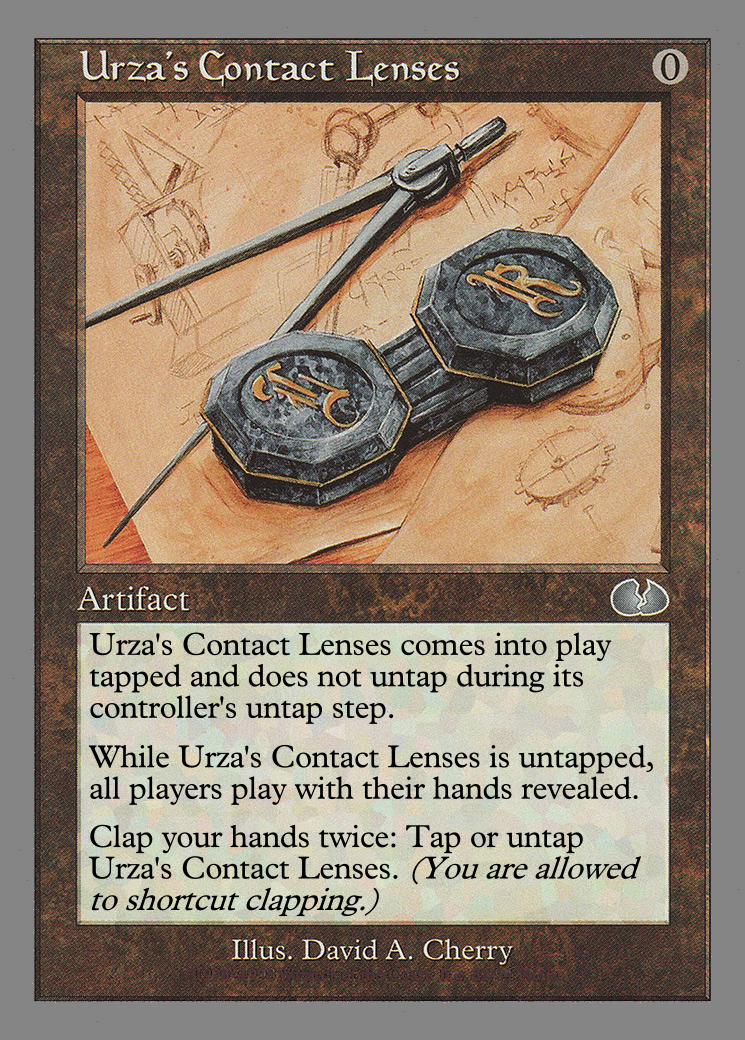 Urza's Contact Lenses 0
Artifact
Urza's Contact Lenses comes into play
tapped and does not untap during its
controller's untap step.
While Urza's Contact Lenses is untapped,
all players play with their hands revealed.
Clap your hands twice: Tap or untap
Urza's Contact Lenses. (You are allowed
to shortcut clapping.)
Illus. David A. Cherry